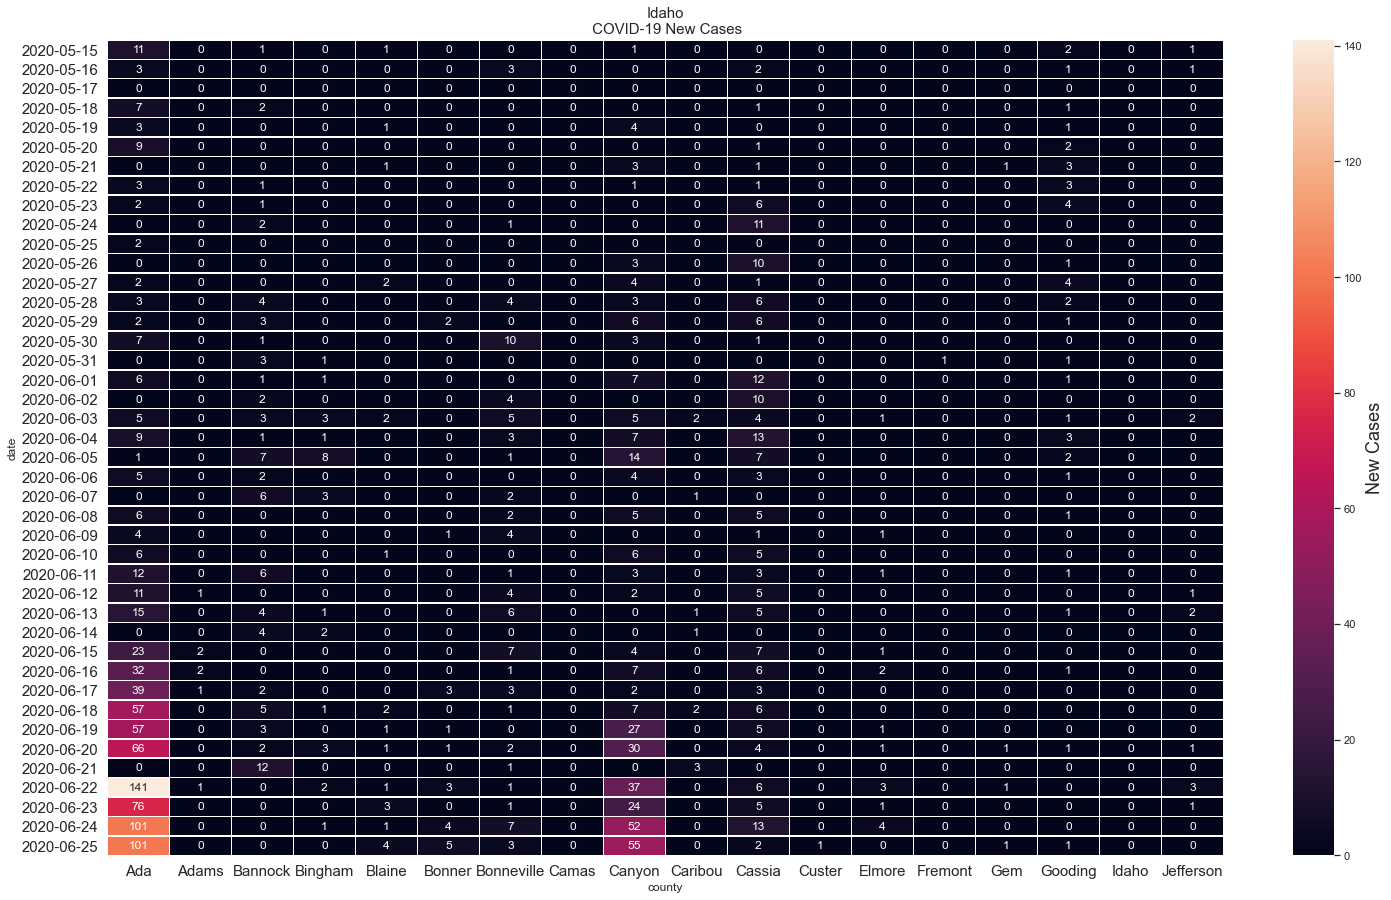 Idaho
COVID-19 New Cases
2020-05-15 11 0 1 0 1 0 0 0 1 0 0 0 0 0 0 2 0 1
2020-05-16 3 0 0 0 0 0 3 0 0 0 2 0 0 0 0 1 0 1
2020-05-17 0 0 0 0 0 0 0 0 0 0 0 0 0 0 0 0 0 0
2020-05-18 7 0 2 0 0 0 0 0 0 0 1 0 0 0 0 1 0 0
2020-05-19 3 0 0 0 1 0 0 0 4 0 0 0 0 0 0 1 0 0
2020-05-20 9 0 0 0 0 0 0 0 0 0 1 0 0 0 0 2 0 0
2020-05-21 0 0 0 0 1 0 0 0 3 0 1 0 0 0 1 3 0 0
2020-05-22 3 0 1 0 0 0 0 0 1 0 1 0 0 0 0 3 0 0
2020-05-23 2 0 1 0 0 0 0 0 0 0 6 0 0 0 0 4 0 0
2020-05-24 0 0 2 0 0 0 1 0 0 0 11 0 0 0 0 0 0 0
2020-05-25 2 0 0 0 0 0 0 0 0 0 0 0 0 0 0 0 0 0
2020-05-26 0 0 0 0 0 0 0 0 3 0 10 0 0 0 0 1 0 0
2020-05-27 2 0 0 0 2 0 0 0 4 0 1 0 0 0 0 4 0 0
2020-05-28 3 0 4 0 0 0 4 0 3 0 6 0 0 0 0 2 0 0
2020-05-29 2 0 3 0 0 2 0 0 6 0 6 0 0 0 0 1 0 0
2020-05-30 7 0 1 0 0 0 10 0 3 0 1 0 0 0 0 0 0 0
2020-05-31 0 0 3 1 0 0 0 0 0 0 0 0 0 1 0 1 0 0
2020-06-01 6 0 1 1 0 0 0 0 7 0 12 0 0 0 0 1 0 0
2020-06-02 0 0 2 0 0 0 4 0 0 0 10 0 0 0 0 0 0 0
2020-06-03 5 0 3 3 2 0 5 0 5 2 4 0 1 0 0 1 0 2
2020-06-04 9 0 1 1 0 0 3 0 7 0 13 0 0 0 0 3 0 0
2020-06-05 1 0 7 8 0 0 1 0 14 0 7 0 0 0 0 2 0 0
2020-06-06 5 0 2 0 0 0 0 0 4 0 3 0 0 0 0 1 0 0
2020-06-07 0 0 6 3 0 0 2 0 0 1 0 0 0 0 0 0 0 0
2020-06-08 6 0 0 0 0 0 2 0 5 0 5 0 0 0 0 1 0 0
2020-06-09 4 0 0 0 0 1 4 0 0 0 1 0 1 0 0 0 0 0
2020-06-10 6 0 0 0 1 0 0 0 6 0 5 0 0 0 0 0 0 0
2020-06-11 12 0 6 0 0 0 1 0 3 0 3 0 1 0 0 1 0 0
2020-06-12 11 1 0 0 0 0 4 0 2 0 5 0 0 0 0 0 0 1
2020-06-13 15 0 4 1 0 0 6 0 0 1 5 0 0 0 0 1 0 2
2020-06-14 0 0 4 2 0 0 0 0 0 1 0 0 0 0 0 0 0 0
2020-06-15 23 2 0 0 0 0 7 0 4 0 7 0 1 0 0 0 0 0
2020-06-16 32 2 0 0 0 0 1 0 7 0 6 0 2 0 0 1 0 0
2020-06-17 39 1 2 0 0 3 3 0 2 0 3 0 0 0 0 0 0 0
2020-06-18 57 0 5 1 2 0 1 0 7 2 6 0 0 0 0 0 0 0
2020-06-19 57 0 3 0 1 1 0 0 27 0 5 0 1 0 0 0 0 0
2020-06-20 66 0 2 3 1 1 2 0 30 0 4 0 1 0 1 1 0 1
2020-06-21 0 0 12 0 0 0 1 0 0 3 0 0 0 0 0 0 0 0
2020-06-22 141 1 0 2 1 3 1 0 37 0 6 0 3 0 1 0 0 3
2020-06-23 76 0 0 0 3 0 1 0 24 0 5 0 1 0 0 0 0 1
2020-06-24 101 0 0 1 1 4 7 0 52 0 13 0 4 0 0 0 0 0
2020-06-25 101 0 0 0 4 5 3 0 55 0 2 1 0 0 1 1 0 0
Ada Adams Bannock Bingham Blaine Bonner Bonneville Camas Canyon Caribou Cassia Custer Elmore Fremont Gem Gooding Idaho Jefferson
county
date
140
120
100
80
60
40
20
0
New Cases